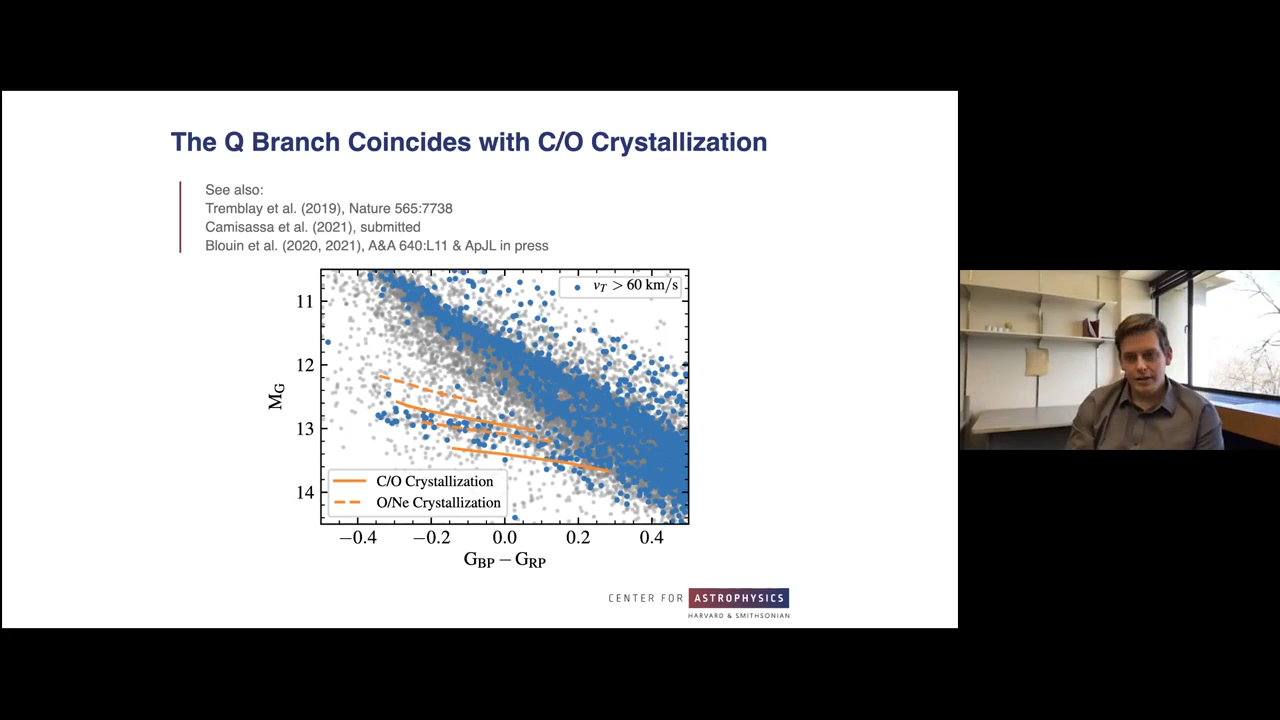 The Q Branch Coincides with C/O Crystallization
See also:
Tremblay et al. (2019), Nature 565:7738
Camisassa et al. (2021), submitted
Blouin et al. (2020, 2021), A&A 640:L11 & ApJL in press
v_T > 60 km/s
11
12
13
14
M_G
C/O Crystallization
O/Ne Crystallization
−0.4 −0.2 0.0 0.2 0.4
G_BP − G_RP
CENTER FOR ASTROPHYSICS
HARVARD & SMITHSONIAN